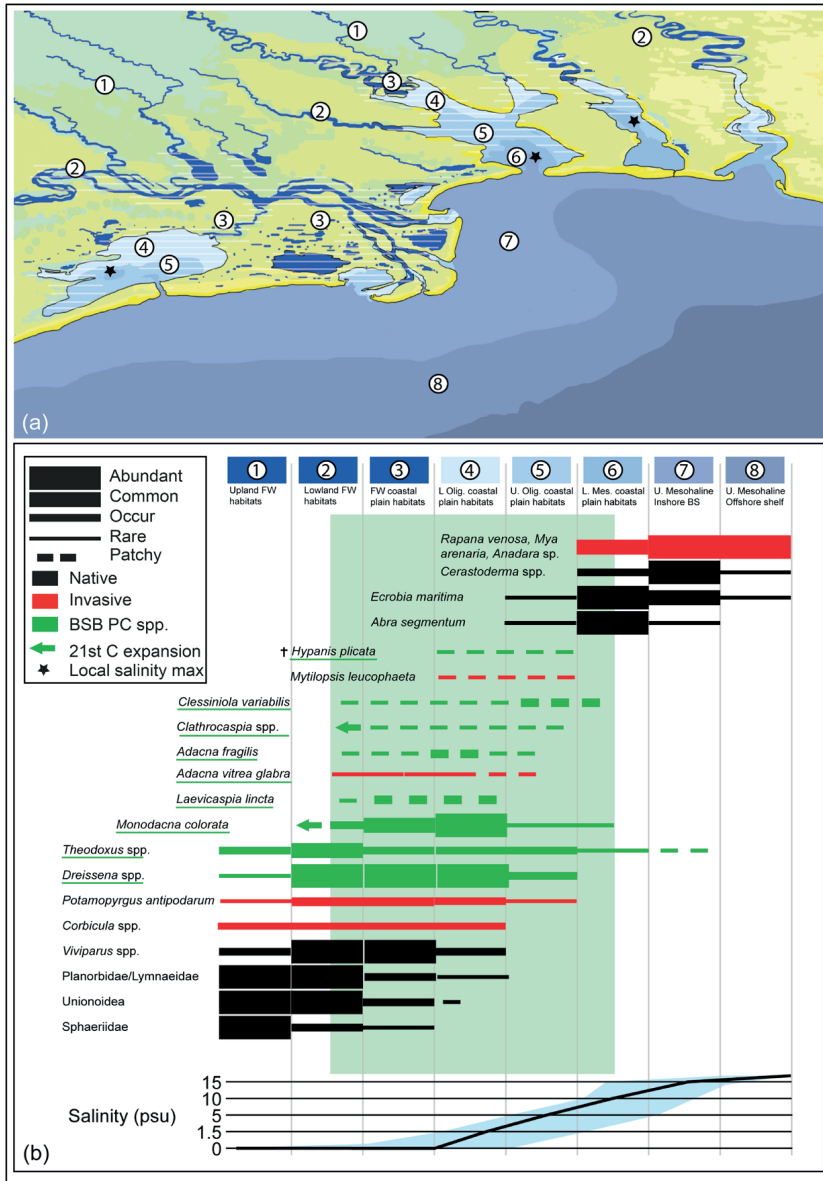 1
2
1
3
2
4
5
2
6
2
3
3
7
4
5
8
(a)
Abundant
Common
Occur
Rare
Patchy
Native
Invasive
BSB PC spp.
21st C expansion
Local salinity max
1 2 3 4 5 6 7 8
Upland FW
habitats
Lowland FW
habitats
FW coastal
plain habitats
L Olig. coastal
plain habitats
U. Olig. coastal
plain habitats
L. Mes. coastal
plain habitats
U. Mesohaline
Inshore BS
U. Mesohaline
Offshore shelf
Rapana venosa, Mya
arenaria, Anadara sp.
Cerastoderma spp.
Ecrobia maritima
Abra segmentum
† Hypanis plicata
Mytilopsis leucophaeta
Clessiniola variabilis
Clathrocaspia spp.
Adacna fragilis
Adacna vitrea glabra
Laevicaspia lincta
Monodacna colorata
Theodoxus spp.
Dreissena spp.
Potamopyrgus antipodarum
Corbicula spp.
Viviparus spp.
Planorbidae/Lymnaeidae
Unionoidea
Sphaeriidae
Salinity (psu)
15
10
5
1.5
0
(b)